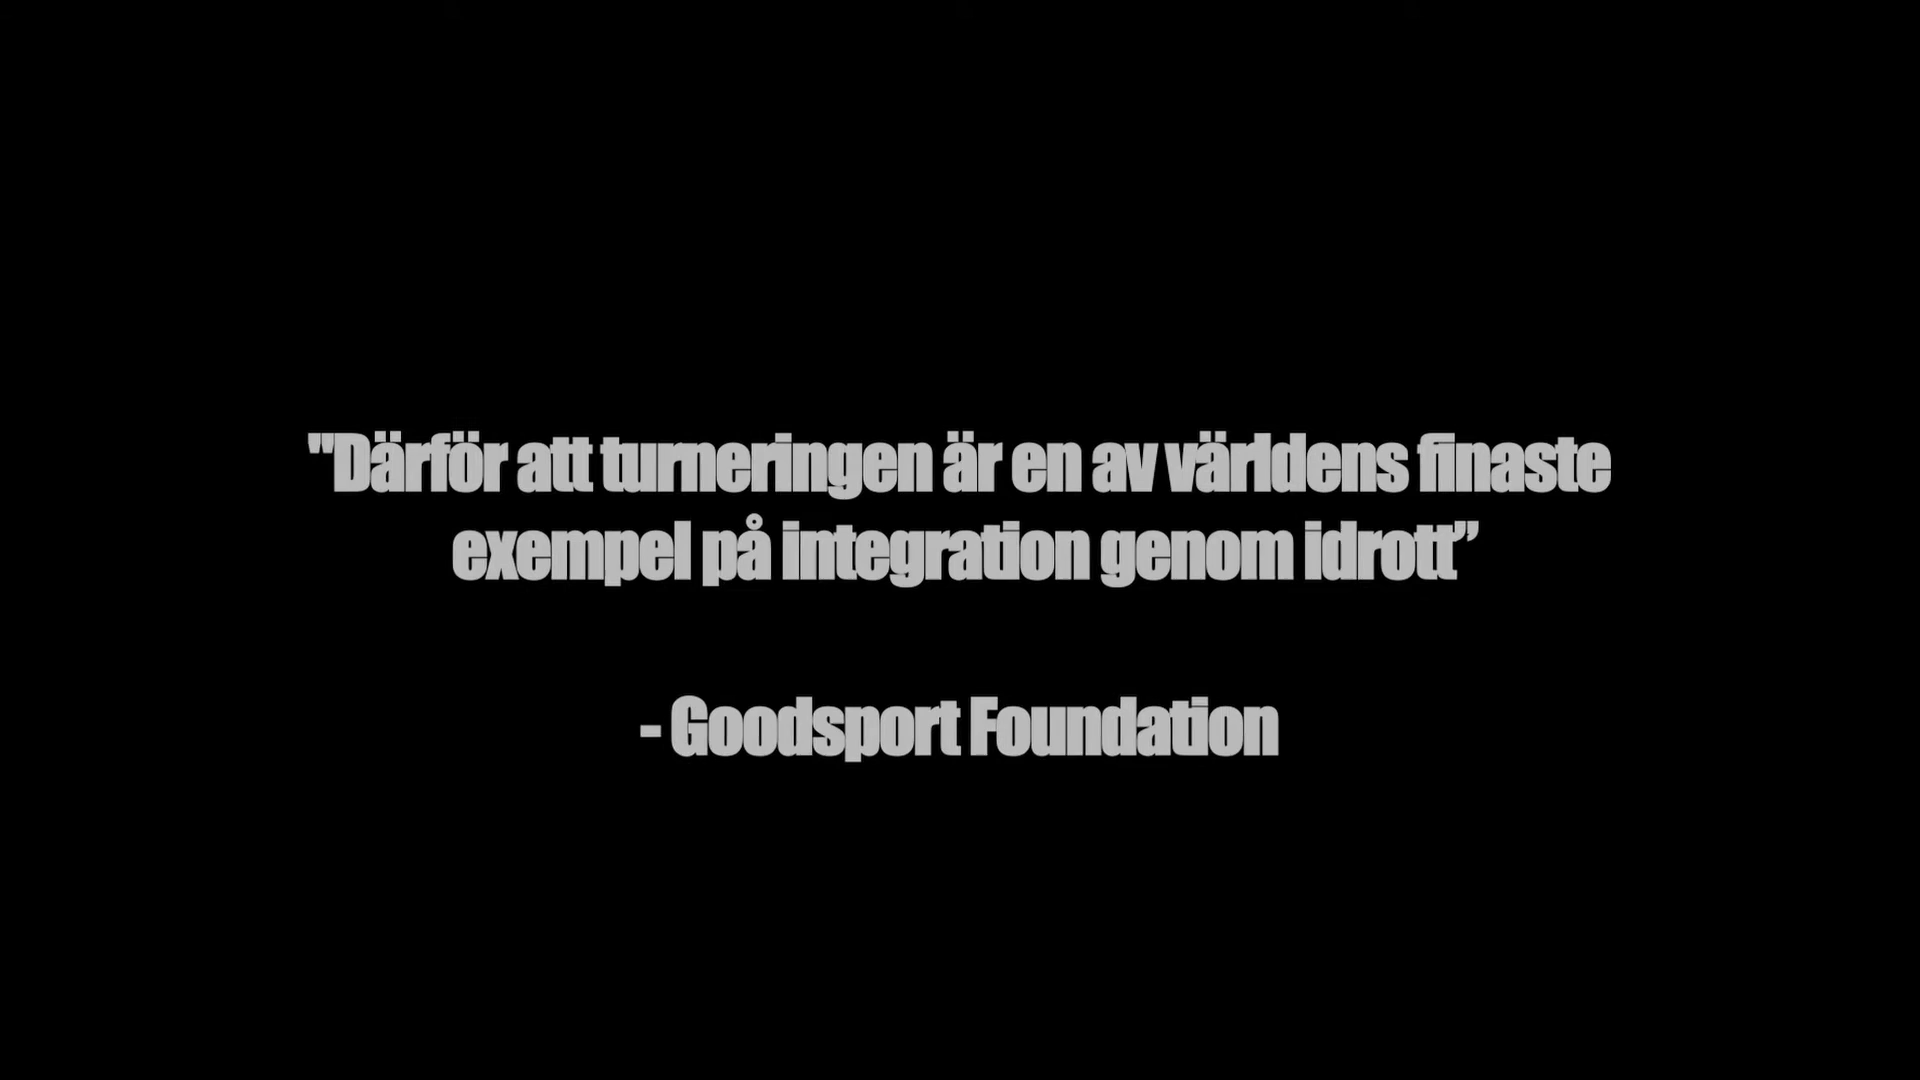 "Därför att turneringen är en av världens finaste
exempel på integration genom idrott”
- Goodsport Foundation